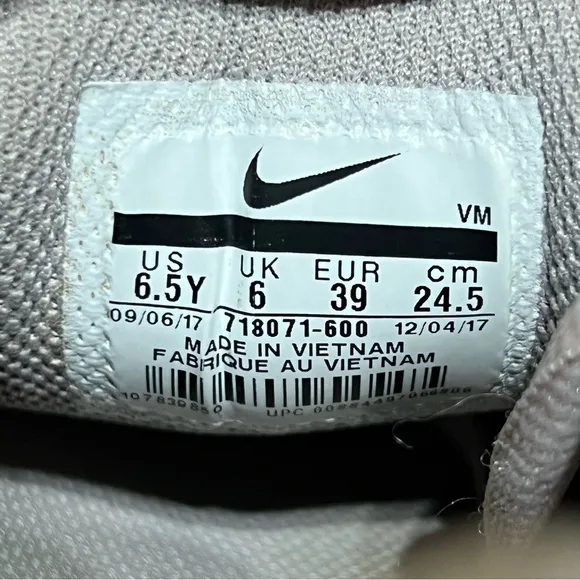 VM
US UK EUR cm
6.5Y 6 39 24.5
09/06/17 718071-600 12/04/17
MADE IN VIETNAM
FABRIQUE AU VIETNAM
UPC